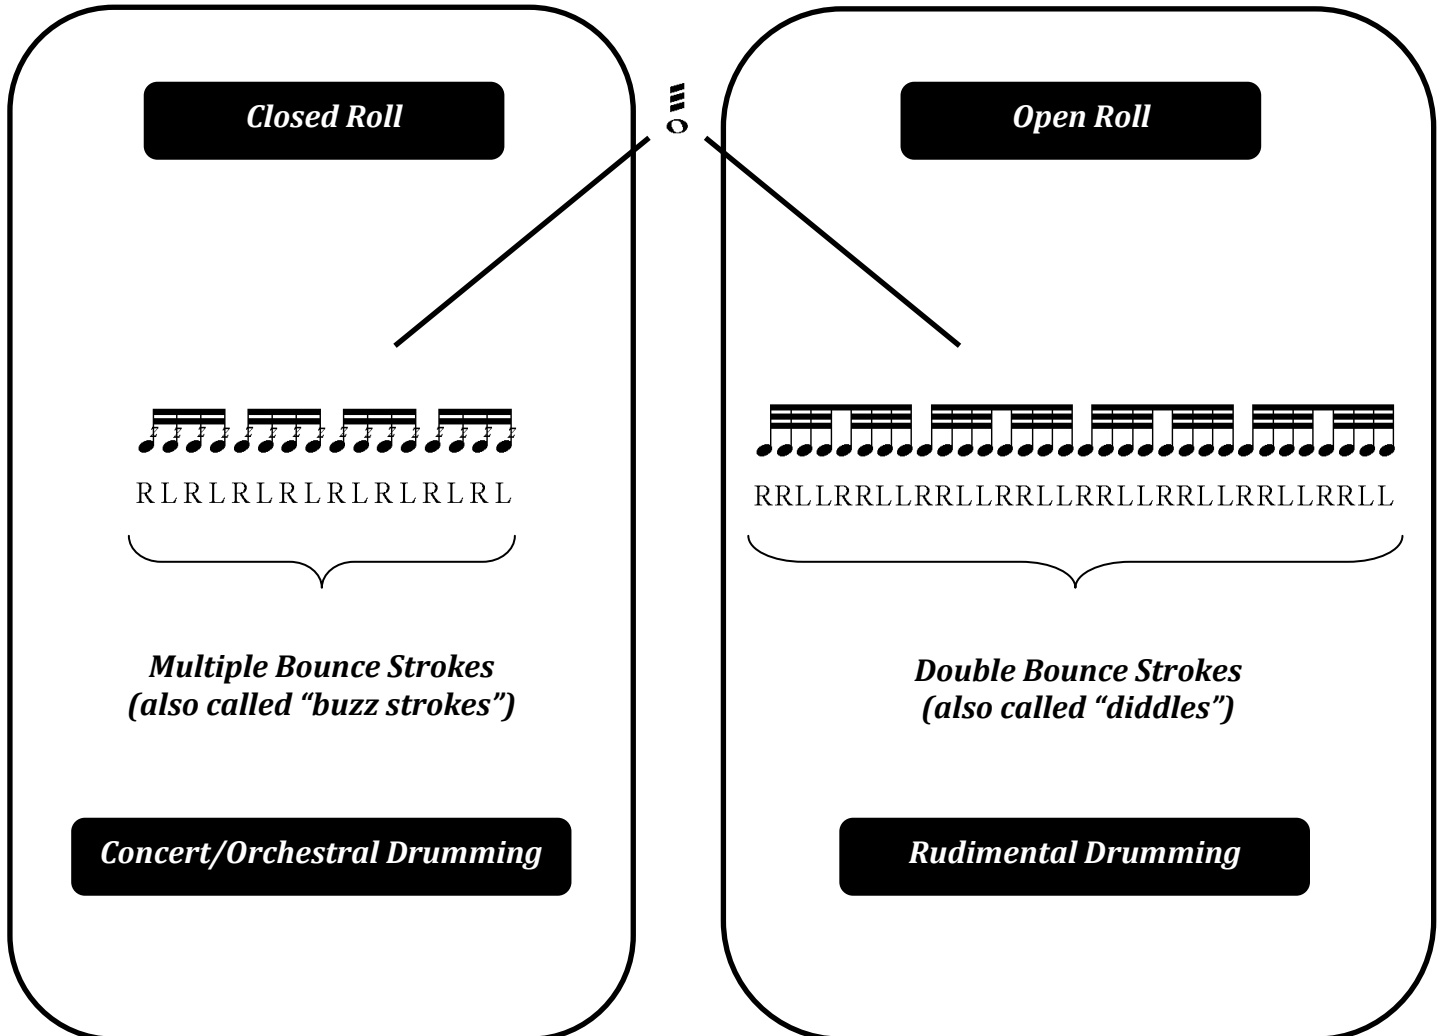 Closed Roll
Open Roll
R L R L R L R L R L R L R L R L
RRLLRRLLRRLLRRLLRRLLRRLLRRLLRRLL
Multiple Bounce Strokes
(also called “buzz strokes”)
Double Bounce Strokes
(also called “diddles”)
Concert/Orchestral Drumming
Rudimental Drumming